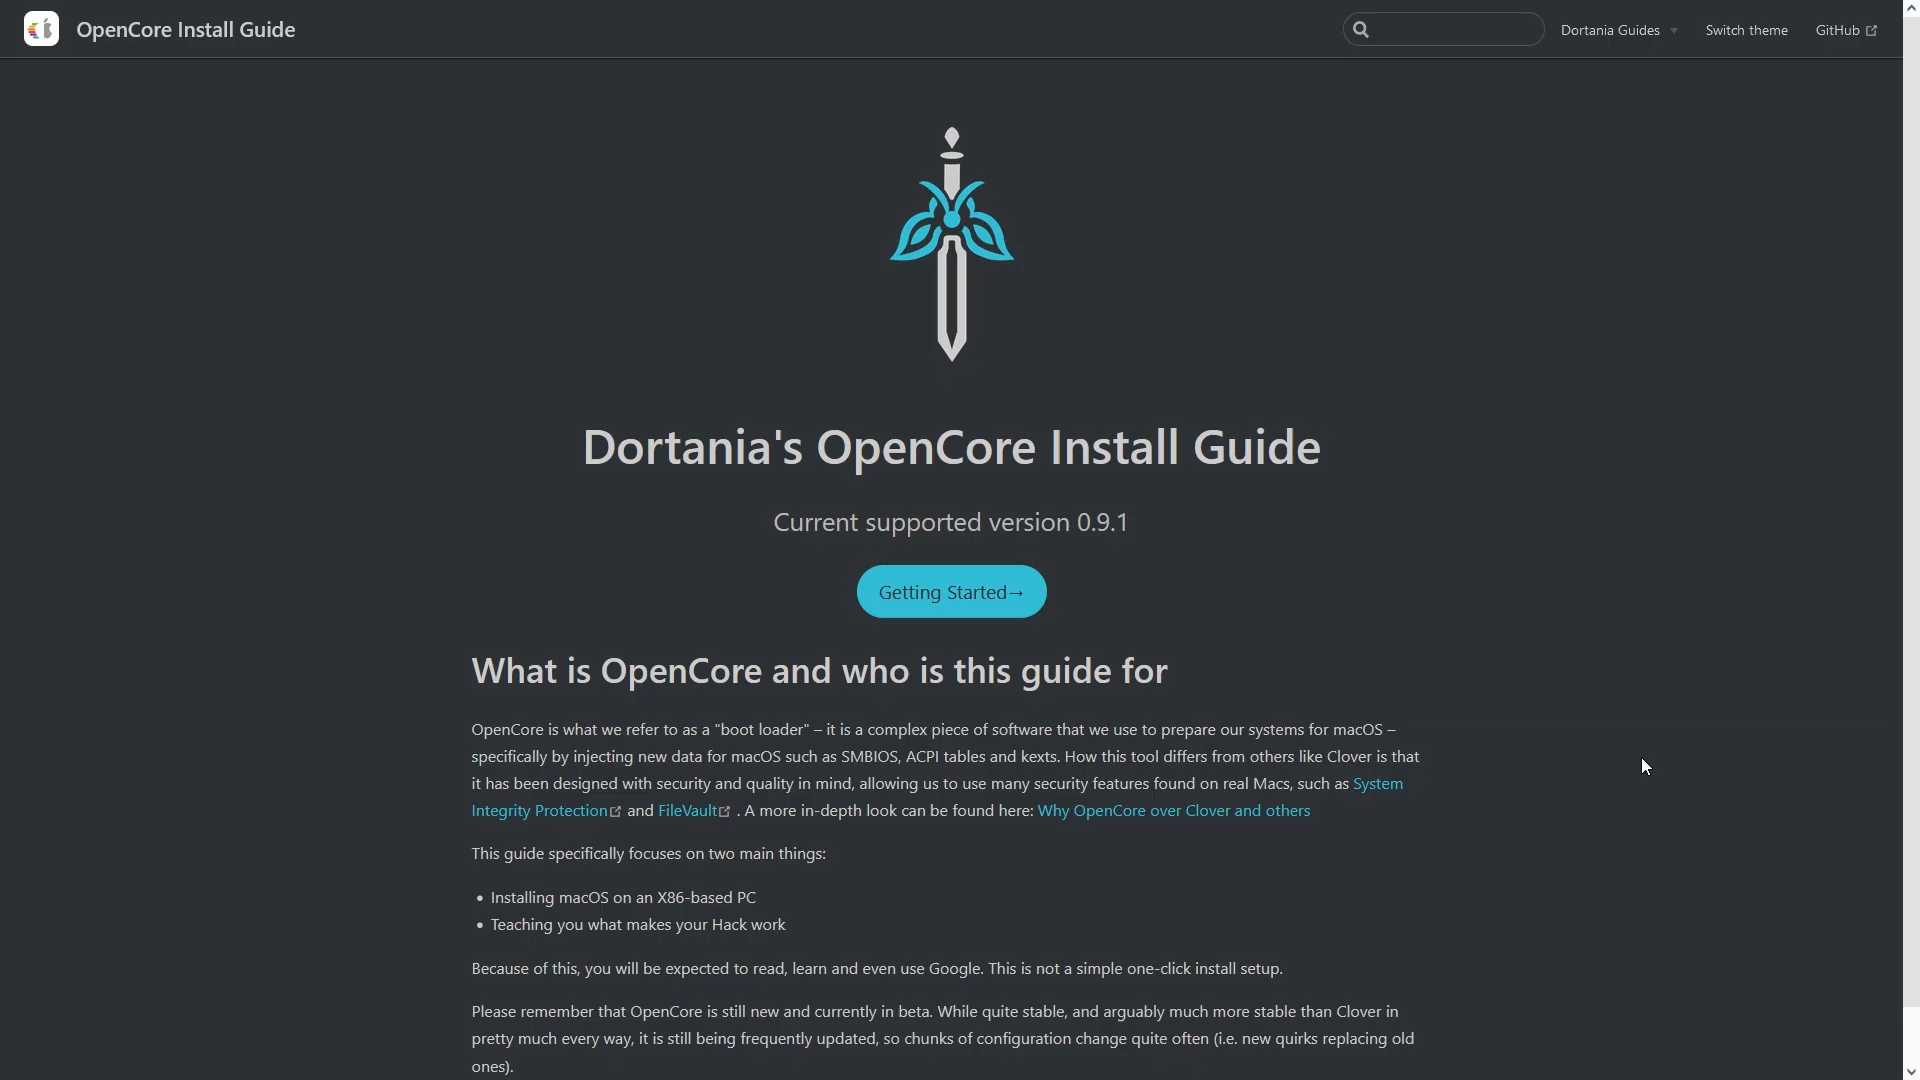 OpenCore Install Guide
Dortania Guides
Switch theme
GitHub
Dortania's OpenCore Install Guide
Current supported version 0.9.1
Getting Started→
What is OpenCore and who is this guide for
OpenCore is what we refer to as a "boot loader" – it is a complex piece of software that we use to prepare our systems for macOS –
specifically by injecting new data for macOS such as SMBIOS, ACPI tables and kexts. How this tool differs from others like Clover is that
it has been designed with security and quality in mind, allowing us to use many security features found on real Macs, such as System
Integrity Protection and FileVault . A more in-depth look can be found here: Why OpenCore over Clover and others
This guide specifically focuses on two main things:
• Installing macOS on an X86-based PC
• Teaching you what makes your Hack work
Because of this, you will be expected to read, learn and even use Google. This is not a simple one-click install setup.
Please remember that OpenCore is still new and currently in beta. While quite stable, and arguably much more stable than Clover in
pretty much every way, it is still being frequently updated, so chunks of configuration change quite often (i.e. new quirks replacing old
ones).